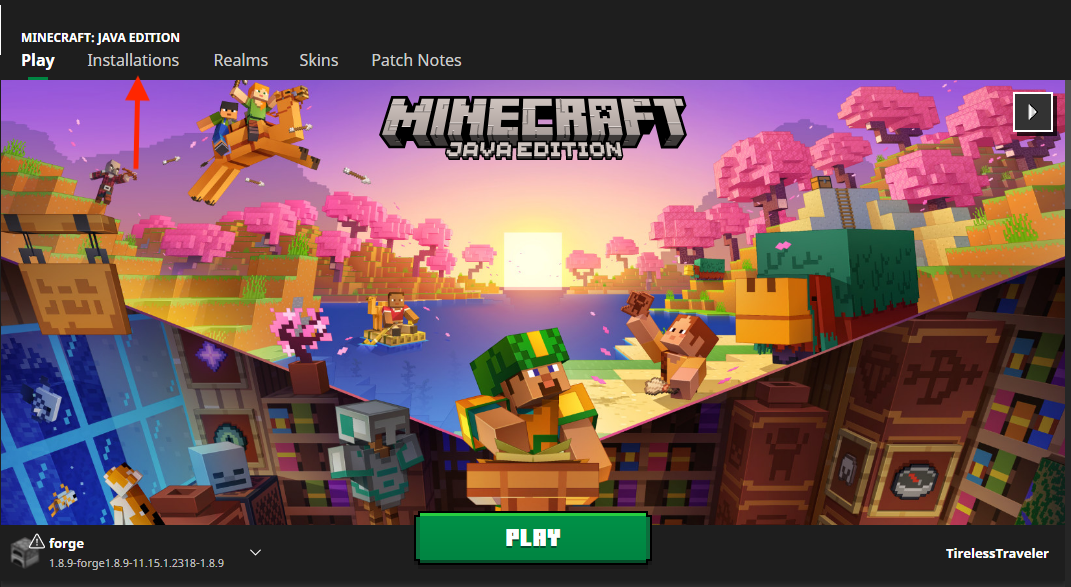 MINECRAFT: JAVA EDITION
Play Installations Realms Skins Patch Notes
MINECRAFT
JAVA EDITION
PLAY
forge
1.8.9-forge1.8.9-11.15.1.2318-1.8.9
TirelessTraveler